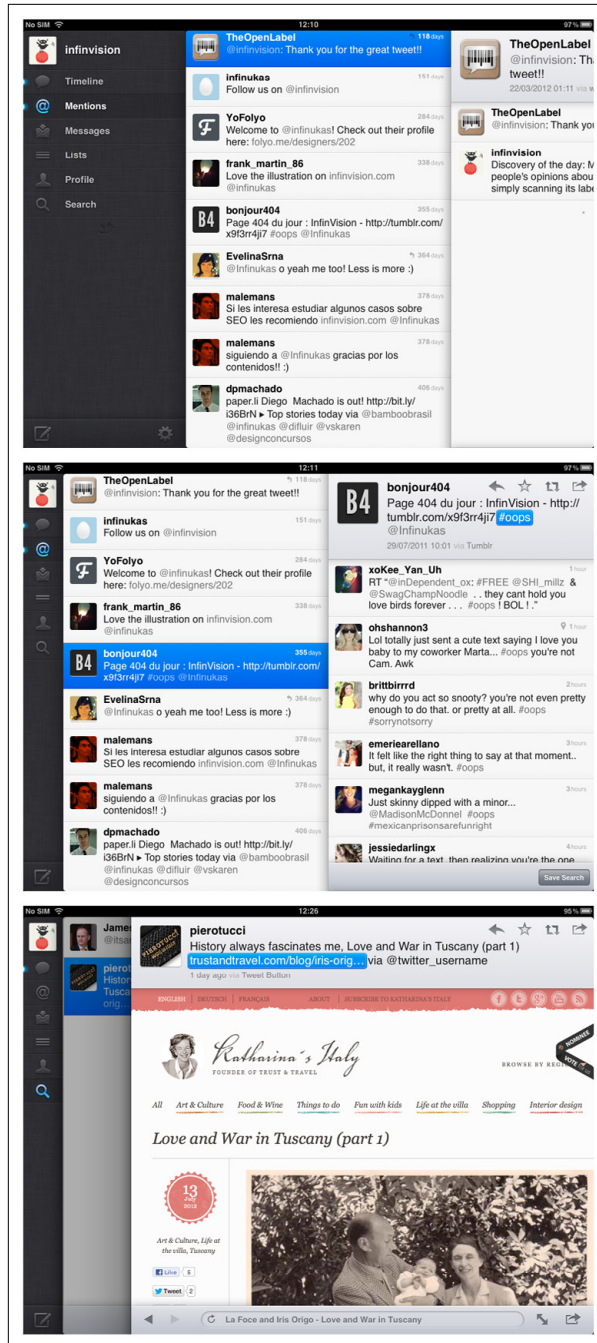 No SIM 12:10 97%
infinvision
Timeline
Mentions
Messages
Lists
Profile
Search
TheOpenLabel 118 days
@infinvision: Thank you for the great tweet!!
infinukas 151 days
Follow us on @infinvision
YoFolyo 284 days
Welcome to @infinukas! Check out their profile
here: folyo.me/designers/202
frank_martin_86 338 days
Love the illustration on infinvision.com
@infinukas
bonjour404 355 days
Page 404 du jour : InfinVision - http://tumblr.com/
x9f3rr4ji7 #oops @Infinukas
EvelinaSrna 364 days
@Infinukas o yeah me too! Less is more :)
malemans 378 days
Si les interesa estudiar algunos casos sobre
SEO les recomiendo infinvision.com @Infinukas
malemans 378 days
siguiendo a @Infinukas gracias por los
contenidos!! :)
dpmachado 406 days
paper.li Diego Machado is out! http://bit.ly/
i36BrN ▸ Top stories today via @bamboobrasil
@infinukas @difluir @vskaren
@designconcursos
TheOpenLabel
@infinvision: Tha
tweet!!
22/03/2012 01:11 via w
TheOpenLabel
@infinvision: Thank you
infinvision
Discovery of the day: M
people's opinions abou
simply scanning its labe
No SIM 12:11 97%
TheOpenLabel 118 days
@infinvision: Thank you for the great tweet!!
infinukas 151 days
Follow us on @infinvision
YoFolyo 284 days
Welcome to @infinukas! Check out their profile
here: folyo.me/designers/202
frank_martin_86 338 days
Love the illustration on infinvision.com
@infinukas
B4
bonjour404 355 days
Page 404 du jour : InfinVision - http://tumblr.com/
x9f3rr4ji7 #oops @Infinukas
EvelinaSrna 364 days
@Infinukas o yeah me too! Less is more :)
malemans 378 days
Si les interesa estudiar algunos casos sobre
SEO les recomiendo infinvision.com @Infinukas
malemans 378 days
siguiendo a @Infinukas gracias por los
contenidos!! :)
dpmachado 406 days
paper.li Diego Machado is out! http://bit.ly/
i36BrN ▸ Top stories today via @bamboobrasil
@infinukas @difluir @vskaren
@designconcursos
B4
bonjour404
Page 404 du jour : InfinVision - http://
tumblr.com/x9f3rr4ji7 #oops
@Infinukas
29/07/2011 10:01 via Tumblr
xoKee_Yan_Uh 1 hour
RT "@inDependent_ox: #FREE @SHI_millz &
@SwagChampNoodle . . they cant hold you
love birds forever . . . #oops ! BOL ! ."
ohshannon3 1 hour
Lol totally just sent a cute text saying I love you
baby to my coworker Marta... #oops you're not
Cam. Awk
brittbirrrd 2 hours
why do you act so snooty? you're not even pretty
enough to do that. or pretty at all. #oops
#sorrynotsorry
emeriearellano 3 hours
It felt like the right thing to say at that moment..
but, it really wasn't. #oops
megankayglenn 3 hours
Just skinny dipped with a minor...
@MadisonMcDonnel #oops
#mexicanprisonsarefunright
jessiedarlingx 4 hours
Waiting for a text, then realizing you're the one
Save Search
No SIM 12:26 95%
James
@itsar
pierot
History
Tusca
orig...
pierotucci
History always fascinates me, Love and War in Tuscany (part 1)
trustandtravel.com/blog/iris-orig... via @twitter_username
1 day ago via Tweet Button
ENGLISH | DEUTSCH | FRANÇAIS ABOUT | SUBSCRIBE TO KATHARINA'S ITALY
Katharina's Italy
FOUNDER OF TRUST & TRAVEL
BROWSE BY REGI
NOMINEE
VOTE
All Art & Culture Food & Wine Things to do Fun with kids Life at the villa Shopping Interior design
Love and War in Tuscany (part 1)
13
July
2012
Art & Culture, Life at
the villa, Tuscany
Like 5
Tweet 2
La Foce and Iris Origo - Love and War in Tuscany